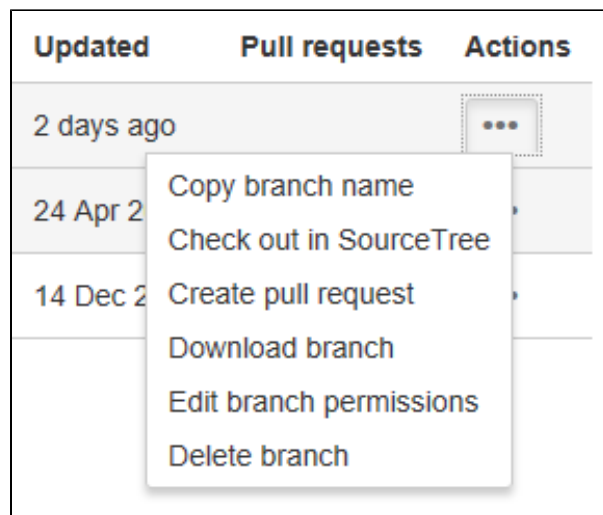 Updated Pull requests Actions
2 days ago
Copy branch name
24 Apr 2
Check out in SourceTree
14 Dec 2
Create pull request
Download branch
Edit branch permissions
Delete branch